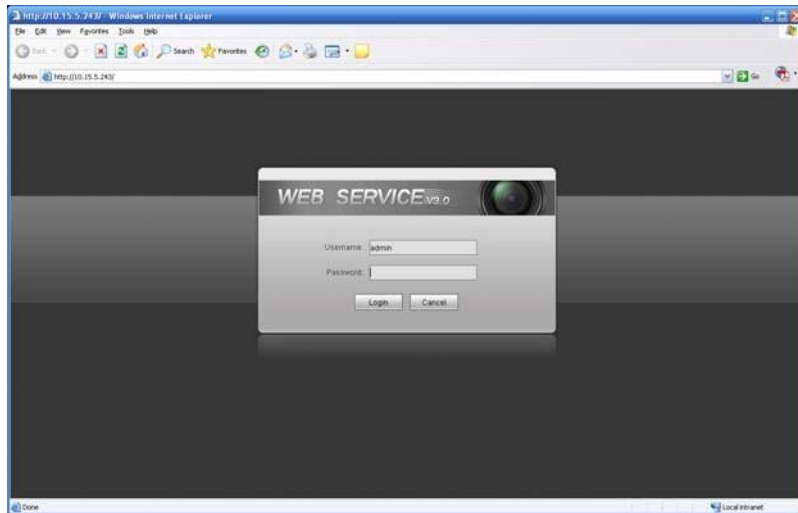 http://10.15.5.243/ - Windows Internet Explorer
File Edit View Favorites Tools Help
Back Search Favorites
Address http://10.15.5.243/ Go
WEB SERVICE V3.0
Username: admin
Password:
Login Cancel
Done Local intranet